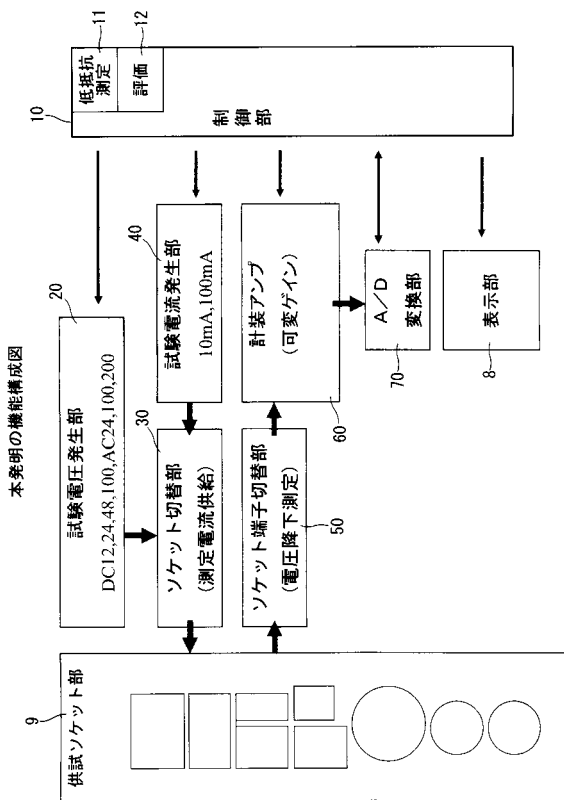 本発明の機能構成図
9
供試ソケット部
20
試験電圧発生部
DC12,24,48,100,AC24,100,200
30
ソケット切替部
(測定電流供給)
40
試験電流発生部
10mA,100mA
ソケット端子切替部
(電圧降下測定)
50
計装アンプ
(可変ゲイン)
60
A/D
変換部
70
表示部
8
10
低抵抗
測定
11
評価
12
制御部